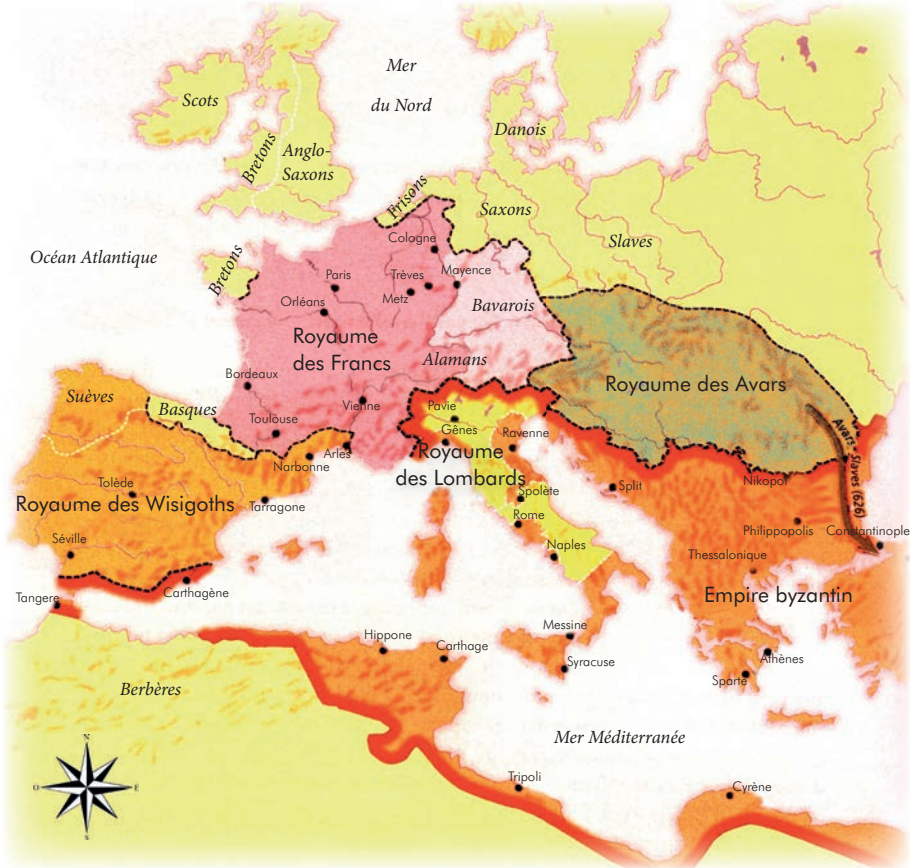 Mer
du Nord
Scots
Danois
Bretons
Anglo-
Saxons
Frisons
Saxons
Slaves
Cologne
Océan Atlantique
Bretons
Paris
Trèves
Mayence
Metz
Orléans
Bavarois
Royaume
des Francs
Alamans
Bordeaux
Royaume des Avars
Suèves
Basques
Vienne
Pavie
Toulouse
Gênes
Ravenne
Avars - Slaves (626)
Arles
Narbonne
Royaume
des Lombards
Tolède
Nikopol
Split
Spolète
Royaume des Wisigoths
Tarragone
Rome
Philippopolis
Constantinople
Séville
Naples
Thessalonique
Carthagène
Empire byzantin
Tangere
Messine
Hippone
Carthage
Syracuse
Athènes
Sparte
Berbères
Mer Méditerranée
N
O
E
S
Tripoli
Cyrène